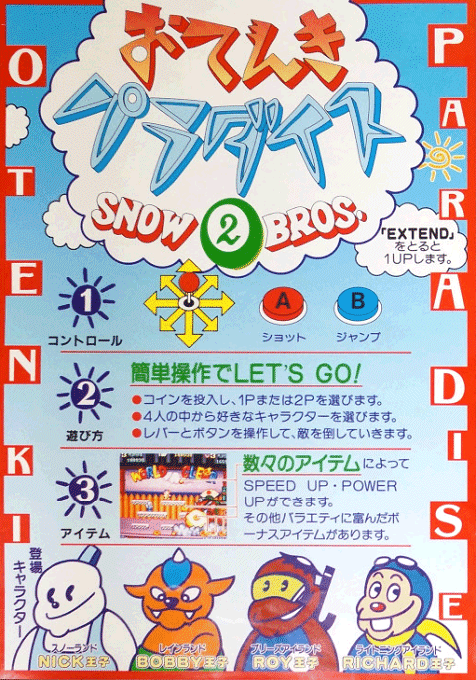 OTENKI
PARADISE
おてんき
パラダイス
SNOW 2 BROS.
「EXTEND」
をとると
1UPします。
1
コントロール
A
ショット
B
ジャンプ
2
遊び方
簡単操作でLET'S GO!
●コインを投入し、1Pまたは2Pを選びます。
●4人の中から好きなキャラクターを選びます。
●レバーとボタンを操作して、敵を倒していきます。
3
アイテム
数々のアイテムによって
SPEED UP・POWER
UPができます。
その他バラエティに富んだボ
ーナスアイテムがあります。
登場キャラクター
スノーランド
NICK王子
レインランド
BOBBY王子
ブリーズアイランド
ROY王子
ライトニングアイランド
RICHARD王子